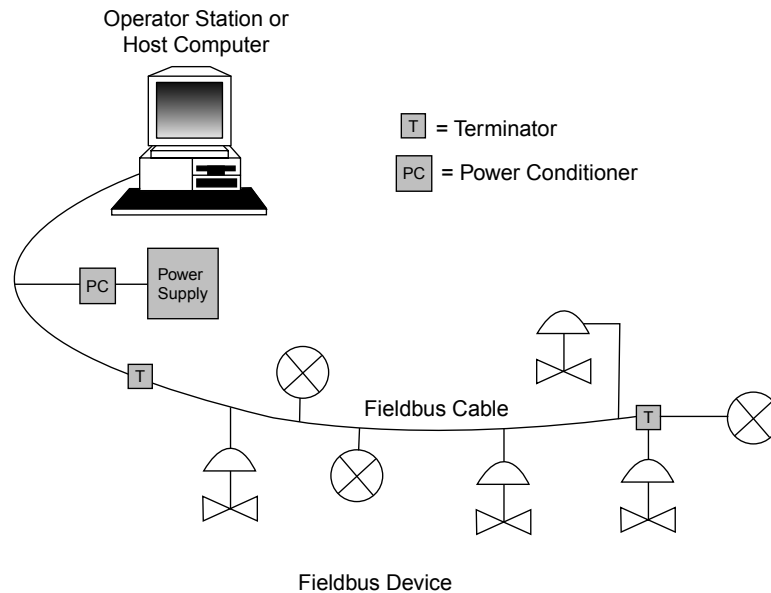 Operator Station or
Host Computer
T = Terminator
PC = Power Conditioner
PC
Power
Supply
T
Fieldbus Cable
T
Fieldbus Device